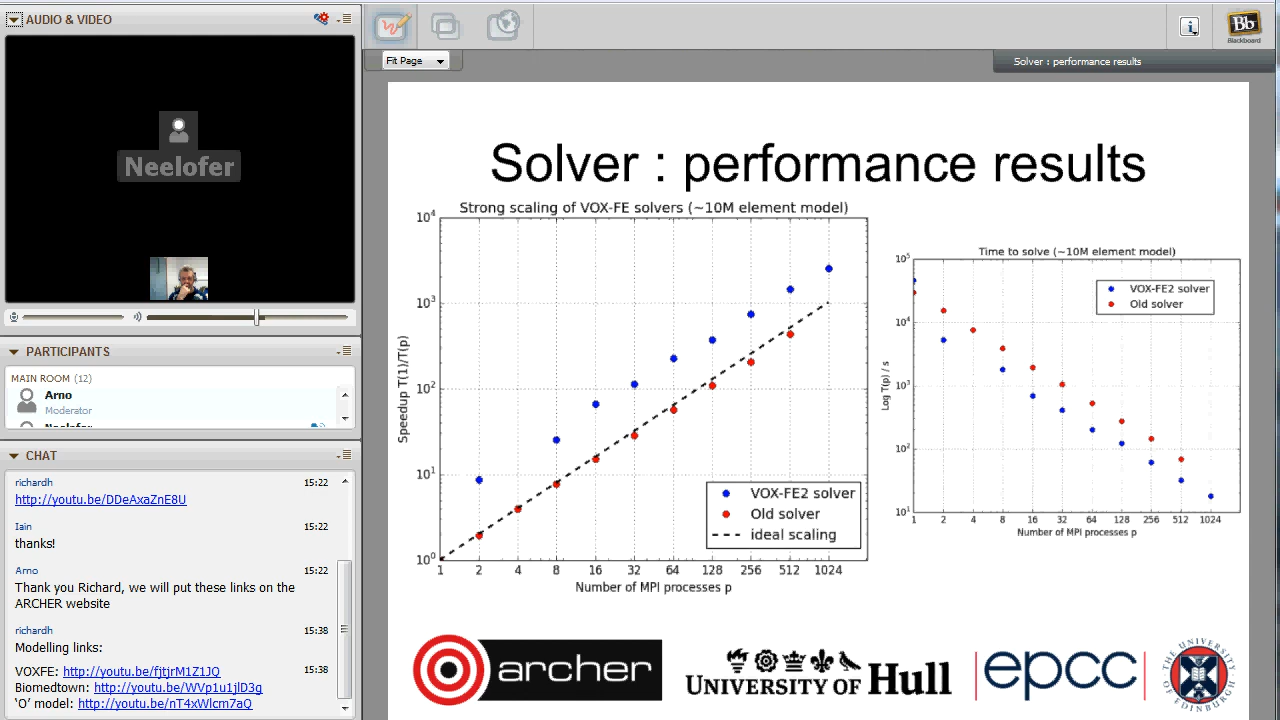 AUDIO & VIDEO
Neelofer
PARTICIPANTS
MAIN ROOM (12)
Arno
Moderator
Neelofer
CHAT
richardh 15:22
http://youtu.be/DDeAxaZnE8U
Iain 15:22
thanks!
Arno 15:22
Thank you Richard, we will put these links on the
ARCHER website
richardh 15:38
Modelling links:
VOXFE: http://youtu.be/fjtjrM1Z1JQ 15:38
Biomedtown: http://youtu.be/WVp1u1jlD3g
'O' model: http://youtu.be/nT4xWlcm7aQ
Fit Page
Bb
Blackboard
Solver : performance results
Solver : performance results
Strong scaling of VOX-FE solvers (~10M element model)
Speedup T(1)/T(p)
10^4
10^3
10^2
10^1
10^0
1 2 4 8 16 32 64 128 256 512 1024
Number of MPI processes p
VOX-FE2 solver
Old solver
ideal scaling
Time to solve (~10M element model)
Log T(p) / s
10^5
10^4
10^3
10^2
10^1
1 2 4 8 16 32 64 128 256 512 1024
Number of MPI processes p
VOX-FE2 solver
Old solver
archer
UNIVERSITY OF Hull
epcc
THE UNIVERSITY OF EDINBURGH